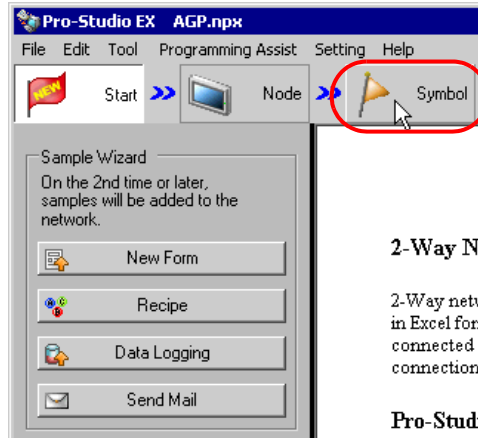 Pro-Studio EX AGP.npx
File Edit Tool Programming Assist Setting Help
NEW Start Node Symbol
Sample Wizard
On the 2nd time or later,
samples will be added to the
network.
New Form
Recipe
Data Logging
Send Mail
2-Way N
2-Way netw
in Excel for
connected
connection
Pro-Studi